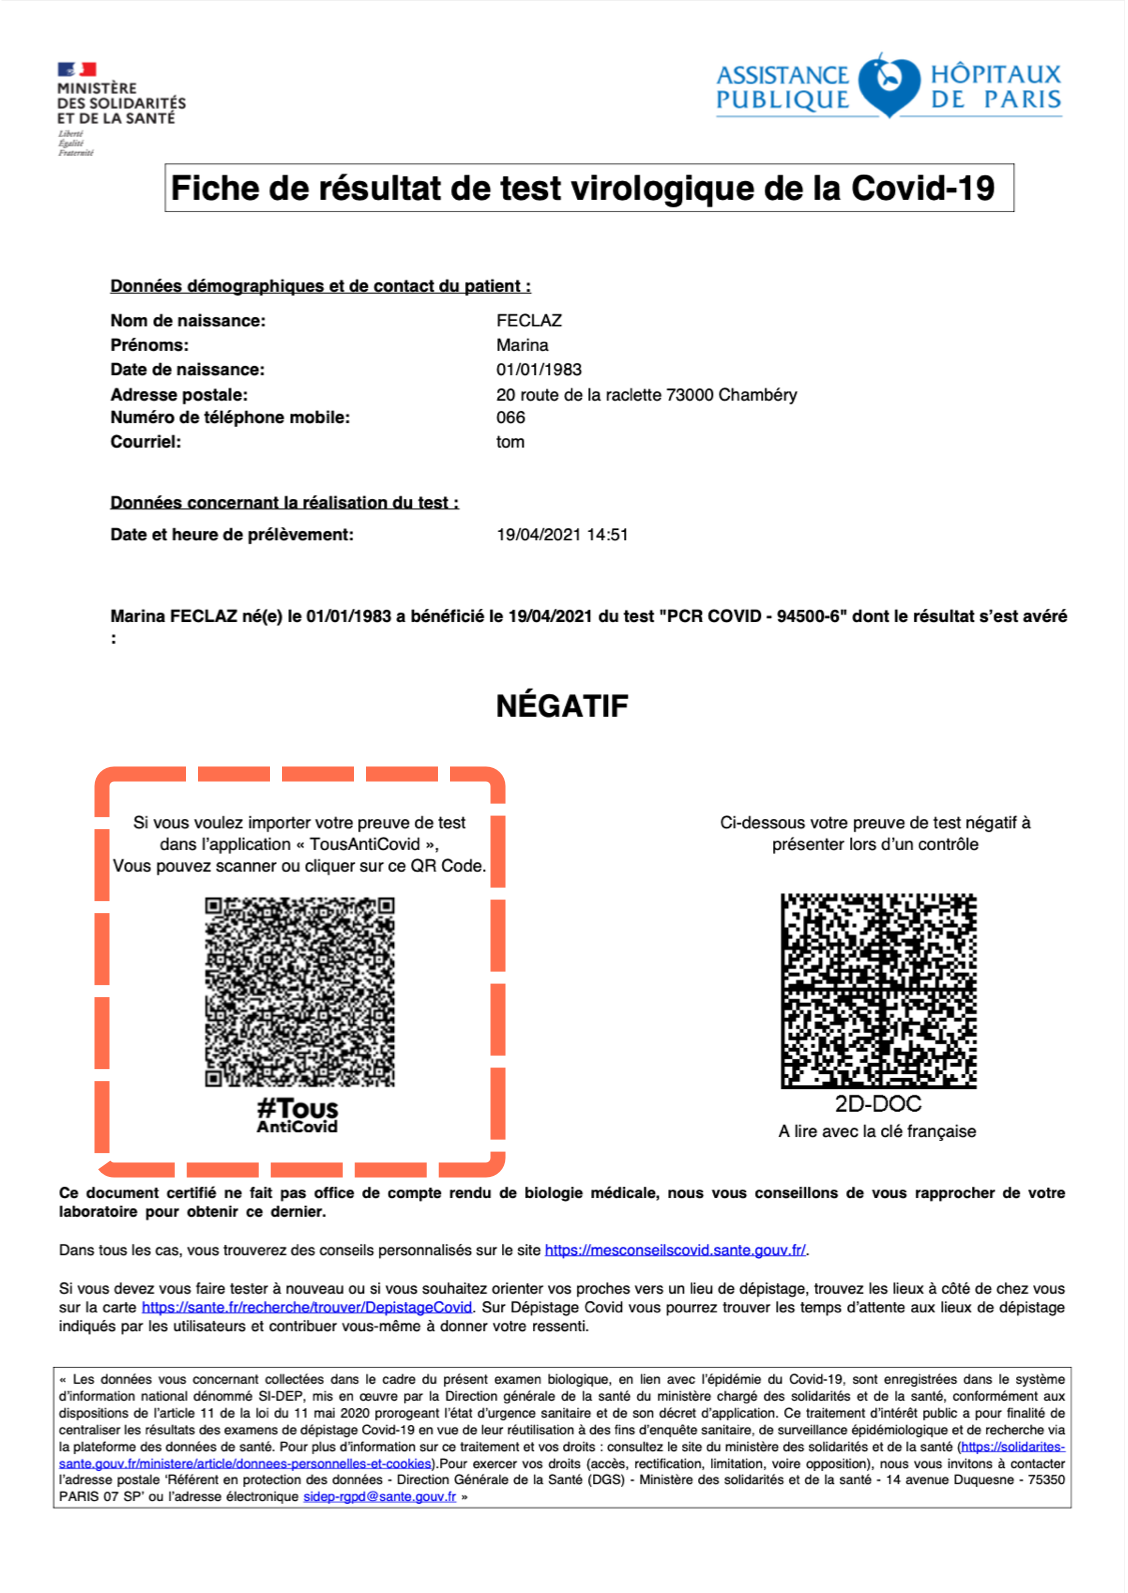 MINISTÈRE
DES SOLIDARITÉS
ET DE LA SANTÉ
Liberté
Égalité
Fraternité
ASSISTANCE HÔPITAUX
PUBLIQUE DE PARIS
Fiche de résultat de test virologique de la Covid-19
Données démographiques et de contact du patient :
Nom de naissance: FECLAZ
Prénoms: Marina
Date de naissance: 01/01/1983
Adresse postale: 20 route de la raclette 73000 Chambéry
Numéro de téléphone mobile: 066
Courriel: tom
Données concernant la réalisation du test :
Date et heure de prélèvement: 19/04/2021 14:51
Marina FECLAZ né(e) le 01/01/1983 a bénéficié le 19/04/2021 du test "PCR COVID - 94500-6" dont le résultat s’est avéré
:
NÉGATIF
Si vous voulez importer votre preuve de test
dans l’application « TousAntiCovid »,
Vous pouvez scanner ou cliquer sur ce QR Code.
#Tous
AntiCovid
Ci-dessous votre preuve de test négatif à
présenter lors d’un contrôle
2D-DOC
A lire avec la clé française
Ce document certifié ne fait pas office de compte rendu de biologie médicale, nous vous conseillons de vous rapprocher de votre
laboratoire pour obtenir ce dernier.
Dans tous les cas, vous trouverez des conseils personnalisés sur le site https://mesconseilscovid.sante.gouv.fr/.
Si vous devez vous faire tester à nouveau ou si vous souhaitez orienter vos proches vers un lieu de dépistage, trouvez les lieux à côté de chez vous
sur la carte https://sante.fr/recherche/trouver/DepistageCovid. Sur Dépistage Covid vous pourrez trouver les temps d’attente aux lieux de dépistage
indiqués par les utilisateurs et contribuer vous-même à donner votre ressenti.
« Les données vous concernant collectées dans le cadre du présent examen biologique, en lien avec l’épidémie du Covid-19, sont enregistrées dans le système
d’information national dénommé SI-DEP, mis en œuvre par la Direction générale de la santé du ministère chargé des solidarités et de la santé, conformément aux
dispositions de l’article 11 de la loi du 11 mai 2020 prorogeant l’état d’urgence sanitaire et de son décret d’application. Ce traitement d’intérêt public a pour finalité de
centraliser les résultats des examens de dépistage Covid-19 en vue de leur réutilisation à des fins d’enquête sanitaire, de surveillance épidémiologique et de recherche via
la plateforme des données de santé. Pour plus d’information sur ce traitement et vos droits : consultez le site du ministère des solidarités et de la santé (https://solidarites-
sante.gouv.fr/ministere/article/donnees-personnelles-et-cookies).Pour exercer vos droits (accès, rectification, limitation, voire opposition), nous vous invitons à contacter
l’adresse postale ‘Référent en protection des données - Direction Générale de la Santé (DGS) - Ministère des solidarités et de la santé - 14 avenue Duquesne - 75350
PARIS 07 SP’ ou l’adresse électronique sidep-rgpd@sante.gouv.fr »